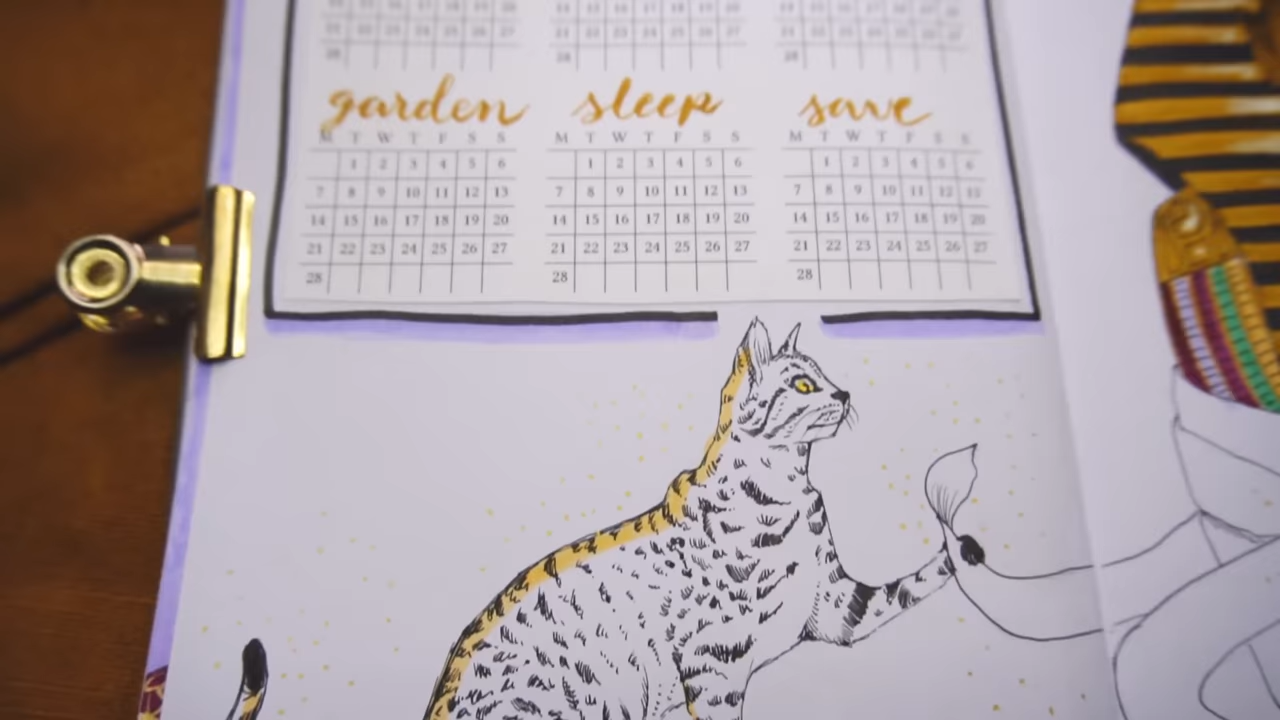 garden sleep save
M T W T F S S M T W T F S S M T W T F S S
1 2 3 4 5 6 1 2 3 4 5 6 1 2 3 4 5 6
7 8 9 10 11 12 13 7 8 9 10 11 12 13 7 8 9 10 11 12 13
14 15 16 17 18 19 20 14 15 16 17 18 19 20 14 15 16 17 18 19 20
21 22 23 24 25 26 27 21 22 23 24 25 26 27 21 22 23 24 25 26 27
28 28 28